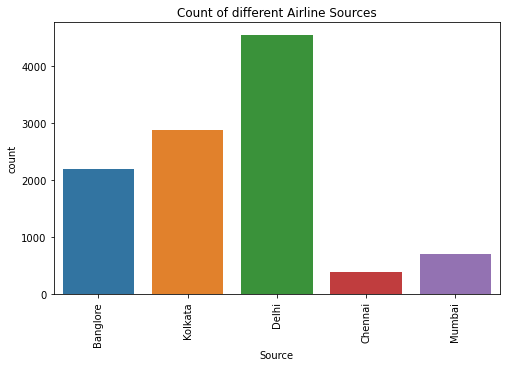 Count of different Airline Sources
count
4000
3000
2000
1000
0
Banglore
Kolkata
Delhi
Chennai
Mumbai
Source